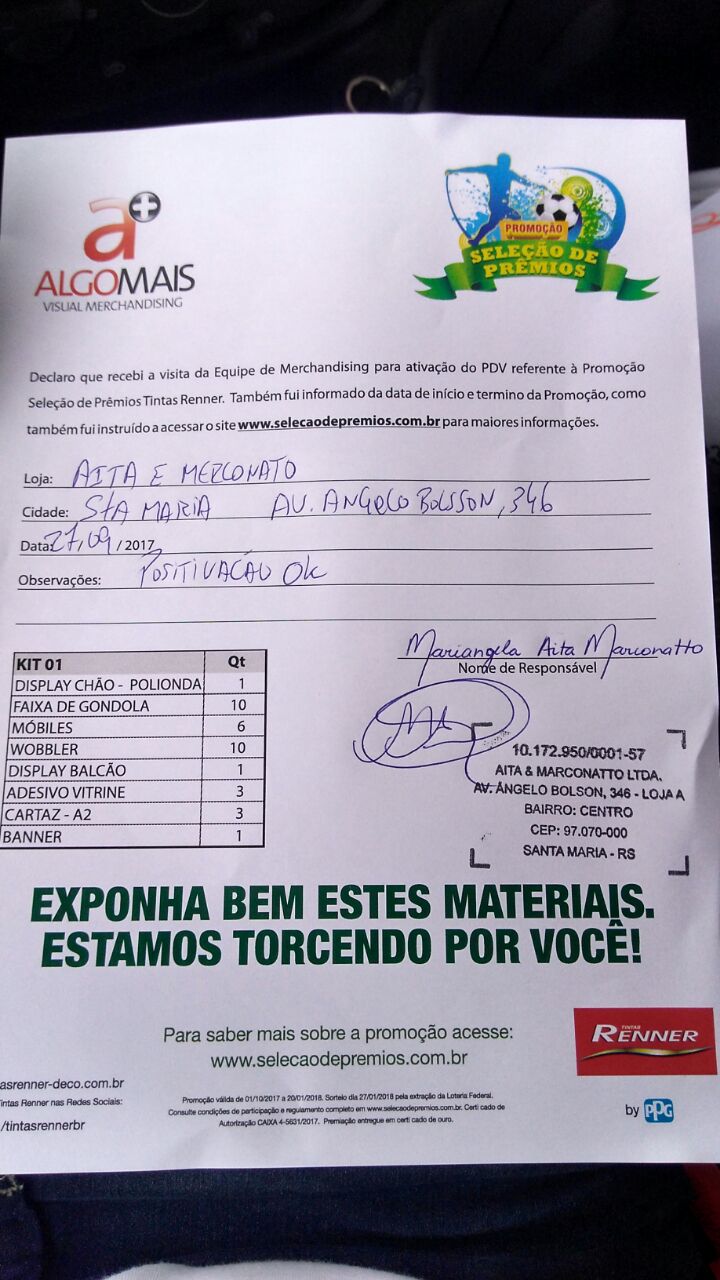 a+
ALGOMAIS
VISUAL MERCHANDISING
PROMOÇÃO
SELEÇÃO DE
PRÊMIOS
Declaro que recebi a visita da Equipe de Merchandising para ativação do PDV referente à Promoção
Seleção de Prêmios Tintas Renner. Também fui informado da data de início e termino da Promoção, como
também fui instruído a acessar o site www.selecaodepremios.com.br para maiores informações.
Loja: AITA E MERCONATO
Cidade: STA MARIA AV. ANGELO BOLSSON, 346
Data: 27/09/2017
Observações: POSITIVAÇÃO OK
Mariangela Aita Marconatto
Nome de Responsável
KIT 01 Qt
DISPLAY CHÃO - POLIONDA 1
FAIXA DE GONDOLA 10
MÓBILES 6
WOBBLER 10
DISPLAY BALCÃO 1
ADESIVO VITRINE 3
CARTAZ - A2 3
BANNER 1
10.172.950/0001-57
AITA & MARCONATTO LTDA.
AV. ÂNGELO BOLSON, 346 - LOJA A
BAIRRO: CENTRO
CEP: 97.070-000
SANTA MARIA - RS
EXPONHA BEM ESTES MATERIAIS.
ESTAMOS TORCENDO POR VOCÊ!
Para saber mais sobre a promoção acesse:
www.selecaodepremios.com.br
TINTAS
RENNER
by PPG
asrenner-deco.com.br
intas Renner nas Redes Sociais:
/tintasrennerbr
Promoção válida de 01/10/2017 a 20/01/2018. Sorteio dia 27/01/2018 pela extração da Loteria Federal.
Consulte condições de participação e regulamento completo em www.selecaodepremios.com.br. Certi cado de
Autorização CAIXA 4-5631/2017. Premiação entregue em certi cado de ouro.